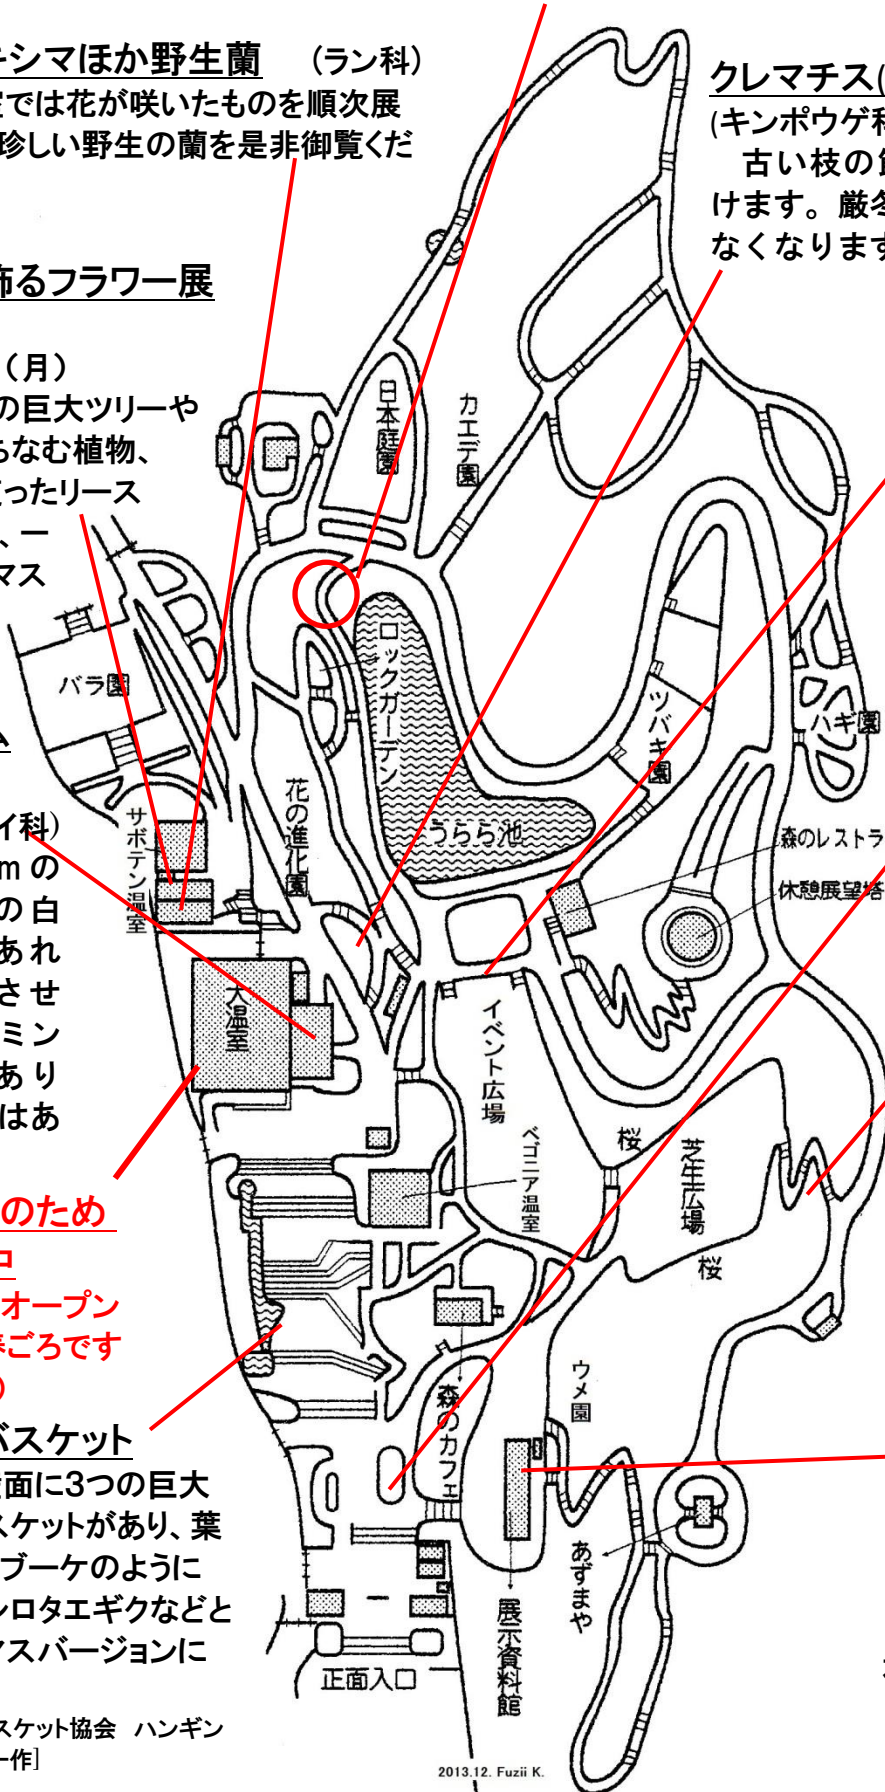 キシマほか野生蘭　(ラン科)
室では花が咲いたものを順次展
珍しい野生の蘭を是非御覧くだ
クレマチス(
(キンポウゲ科
古い枝の節
けます。厳冬
なくなります
飾るフラワー展
（月）
の巨大ツリーや
ちなむ植物、
使ったリース
、一
マス
ム
イ科)
mの
の白
あれ
させ
ミン
あり
はあ
のため
中
オープン
春ごろです
)
バスケット
面に３つの巨大
スケットがあり、葉
ブーケのように
シロタエギクなどと
マスバージョンに
スケット協会　ハンギン
ー作]
日本庭園
カエデ園
ロックガーデン
うらら池
ツバキ園
ハギ園
バラ園
サボテン温室
花の進化園
大温室
森のレストラ
休憩展望塔
イベント広場
ベゴニア温室
桜
芝生広場
桜
ウメ園
森のカフェ
あずまや
展示資料館
正面入口
2013.12. Fuzii K.